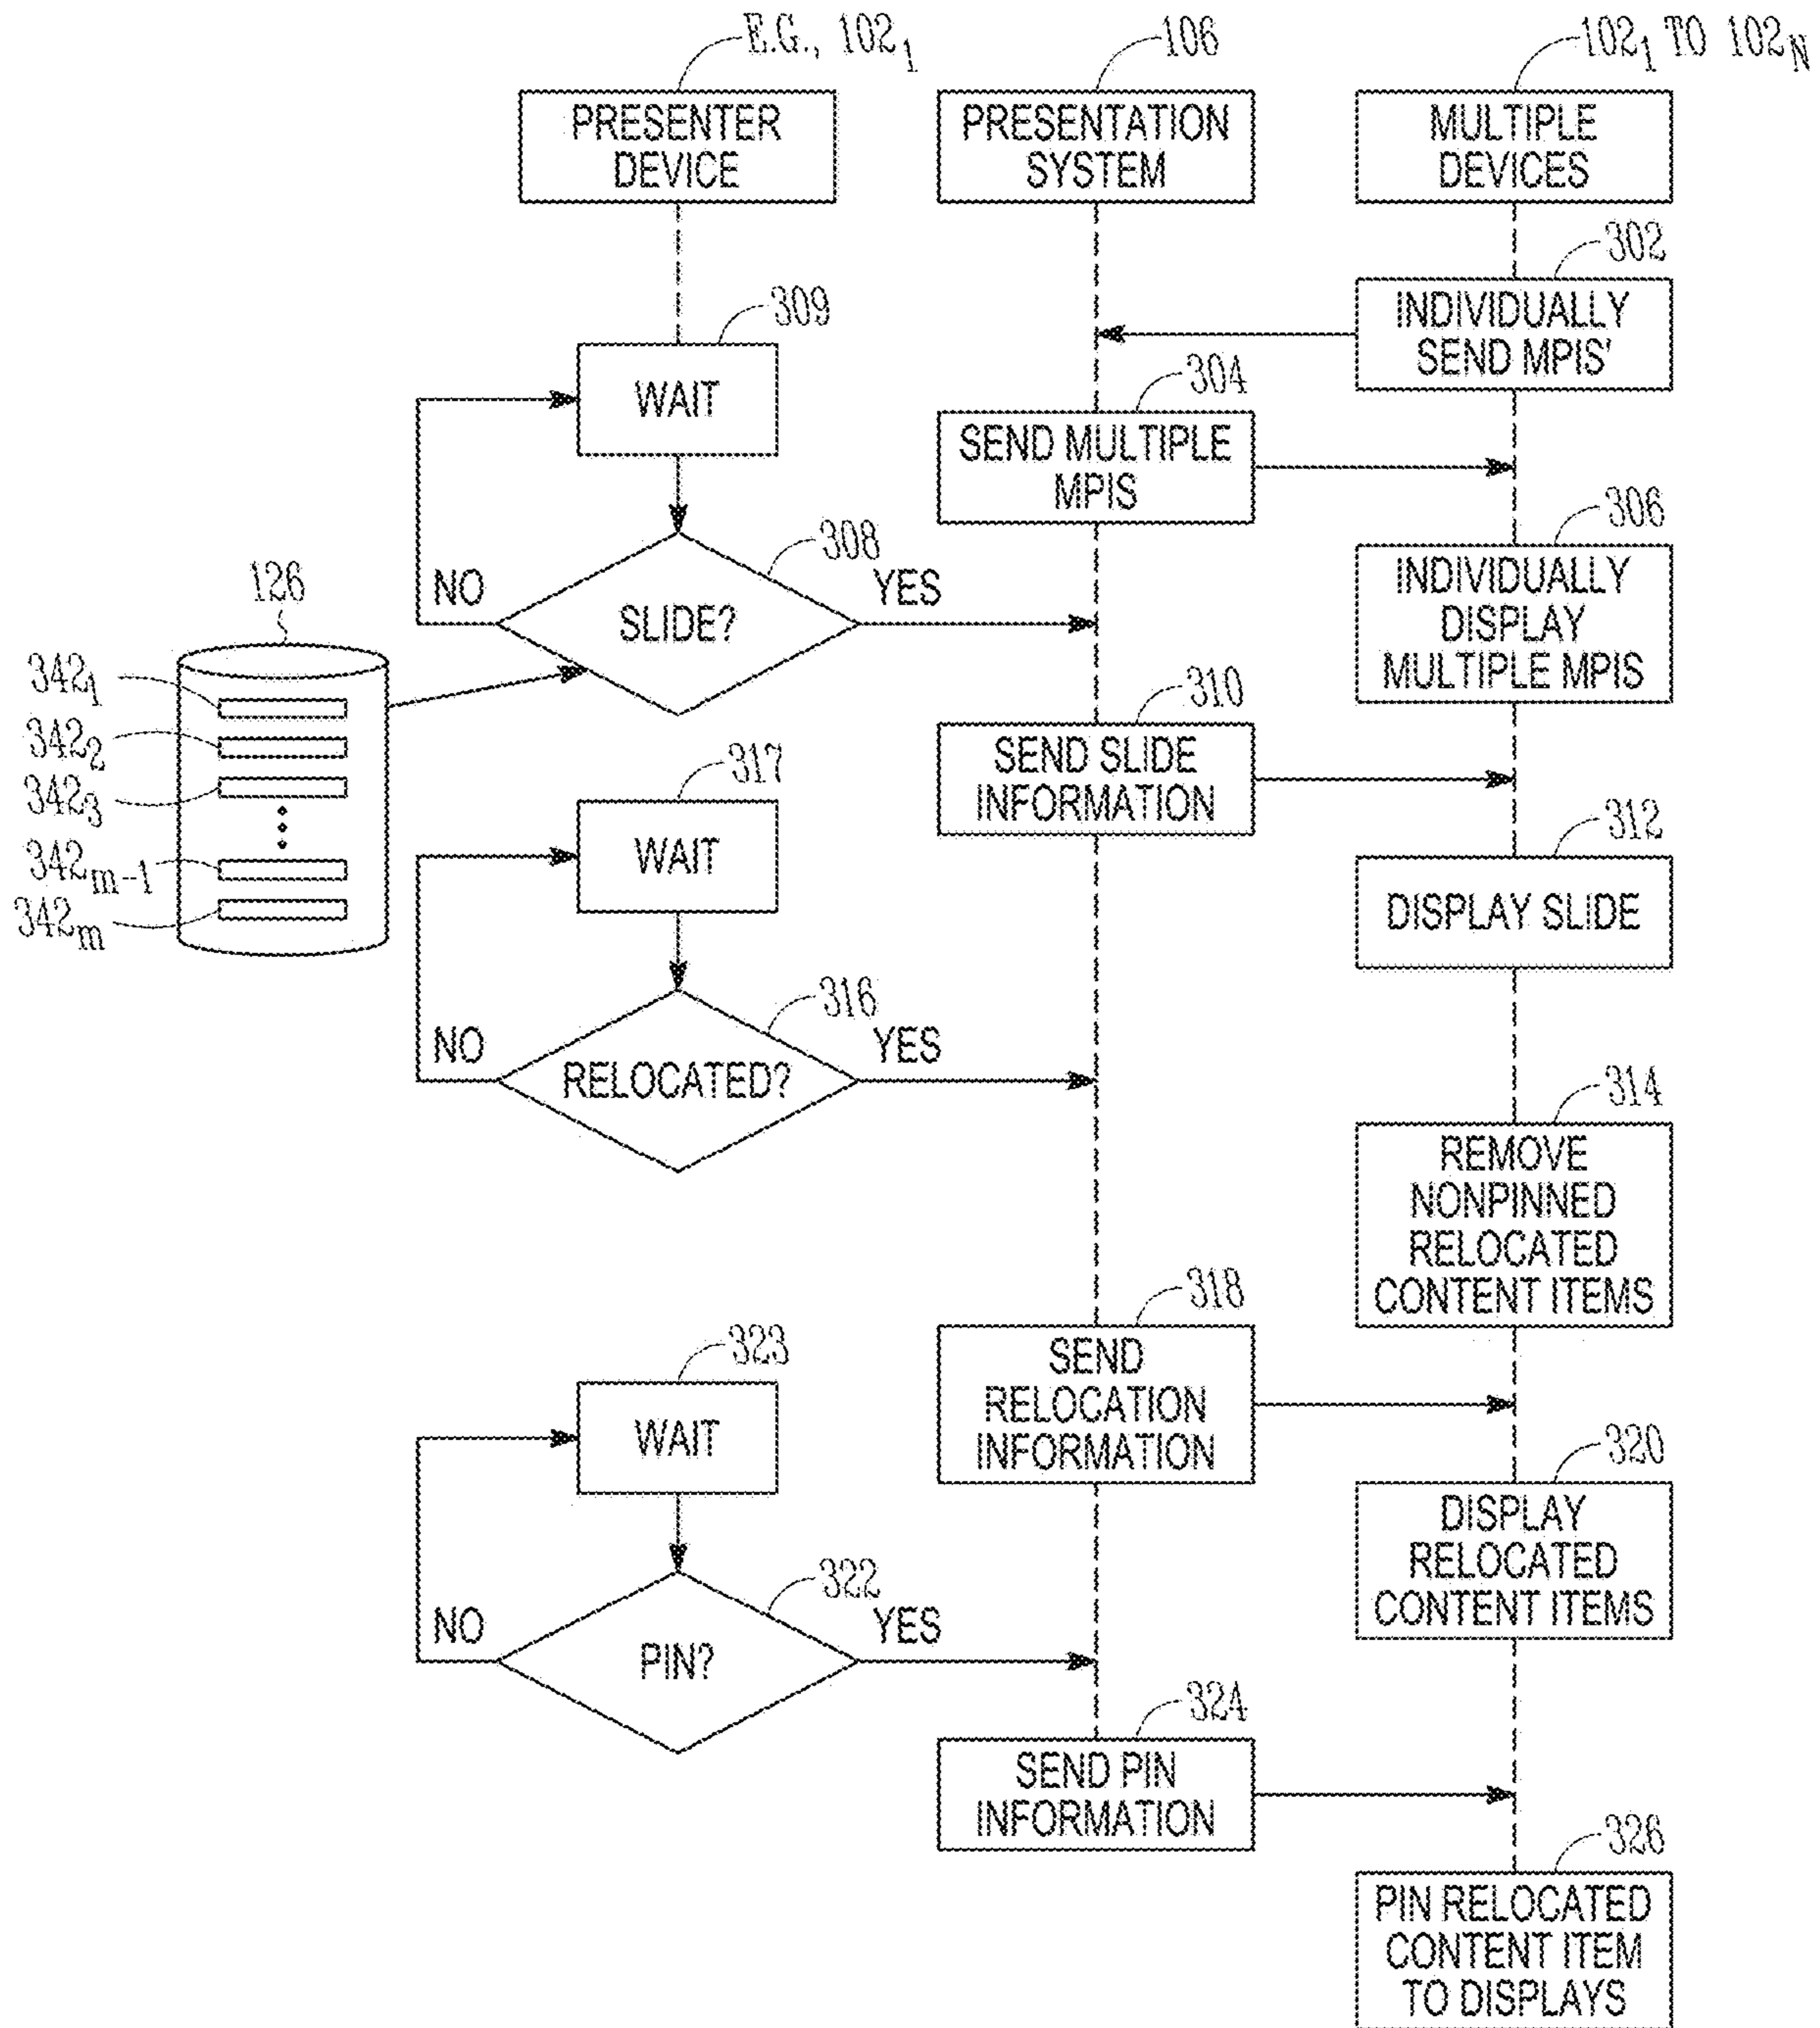 E.G., 102₁
106
102₁ TO 102_N
PRESENTER
DEVICE
PRESENTATION
SYSTEM
MULTIPLE
DEVICES
302
INDIVIDUALLY
SEND MPIS'
309
WAIT
304
SEND MULTIPLE
MPIS
306
INDIVIDUALLY
DISPLAY
MULTIPLE MPIS
308
NO
SLIDE?
YES
126
342₁
342₂
342₃
342_{m-1}
342_m
310
SEND SLIDE
INFORMATION
317
WAIT
312
DISPLAY SLIDE
316
NO
RELOCATED?
YES
314
REMOVE
NONPINNED
RELOCATED
CONTENT ITEMS
318
SEND
RELOCATION
INFORMATION
323
WAIT
320
DISPLAY
RELOCATED
CONTENT ITEMS
322
NO
PIN?
YES
324
SEND PIN
INFORMATION
326
PIN RELOCATED
CONTENT ITEM
TO DISPLAYS